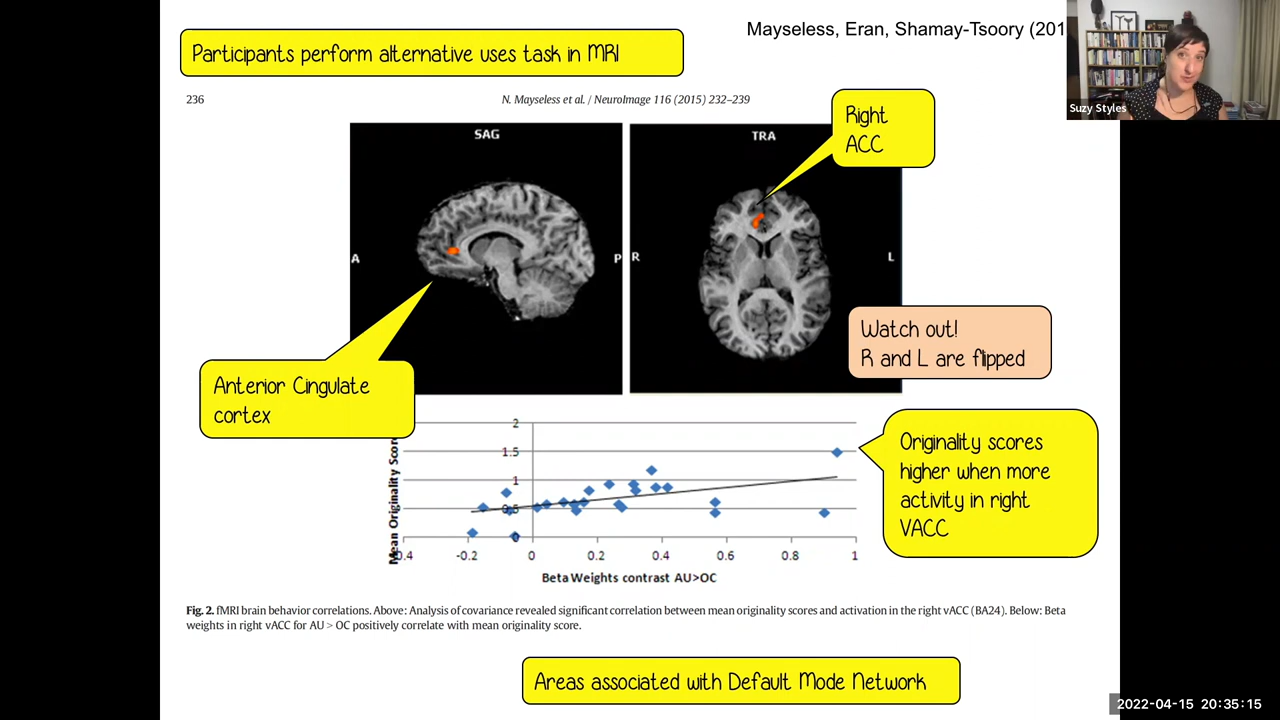 Participants perform alternative uses task in MRI
Mayseless, Eran, Shamay-Tsoory (201
Suzy Styles
236
N. Mayseless et al. / NeuroImage 116 (2015) 232–239
Right
ACC
SAG
TRA
A
P
R
L
Watch out!
R and L are flipped
Anterior Cingulate
cortex
Originality scores
higher when more
activity in right
VACC
Mean Originality Score
2
1.5
1
0.5
0
0.4
-0.2
0
0.2
0.4
0.6
0.8
1
Beta Weights contrast AU>OC
Fig. 2. fMRI brain behavior correlations. Above: Analysis of covariance revealed significant correlation between mean originality scores and activation in the right vACC (BA24). Below: Beta
weights in right vACC for AU > OC positively correlate with mean originality score.
Areas associated with Default Mode Network
2022-04-15 20:35:15